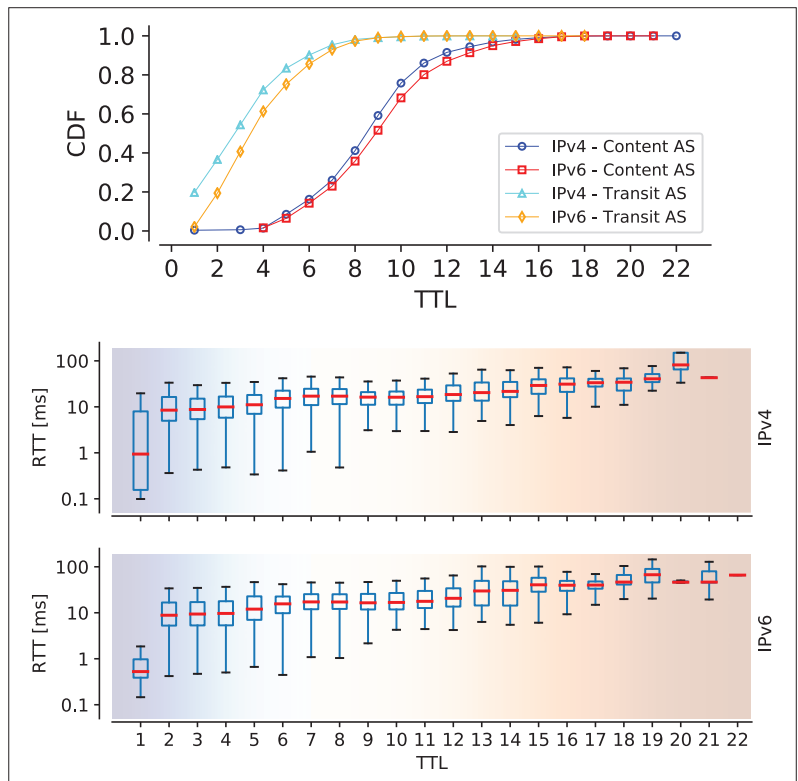 1.0
0.8
0.6
0.4
0.2
0.0
CDF
IPv4 - Content AS
IPv6 - Content AS
IPv4 - Transit AS
IPv6 - Transit AS
0 2 4 6 8 10 12 14 16 18 20 22
TTL
100
10
1
0.1
RTT [ms]
IPv4
100
10
1
0.1
RTT [ms]
IPv6
1 2 3 4 5 6 7 8 9 10 11 12 13 14 15 16 17 18 19 20 21 22
TTL